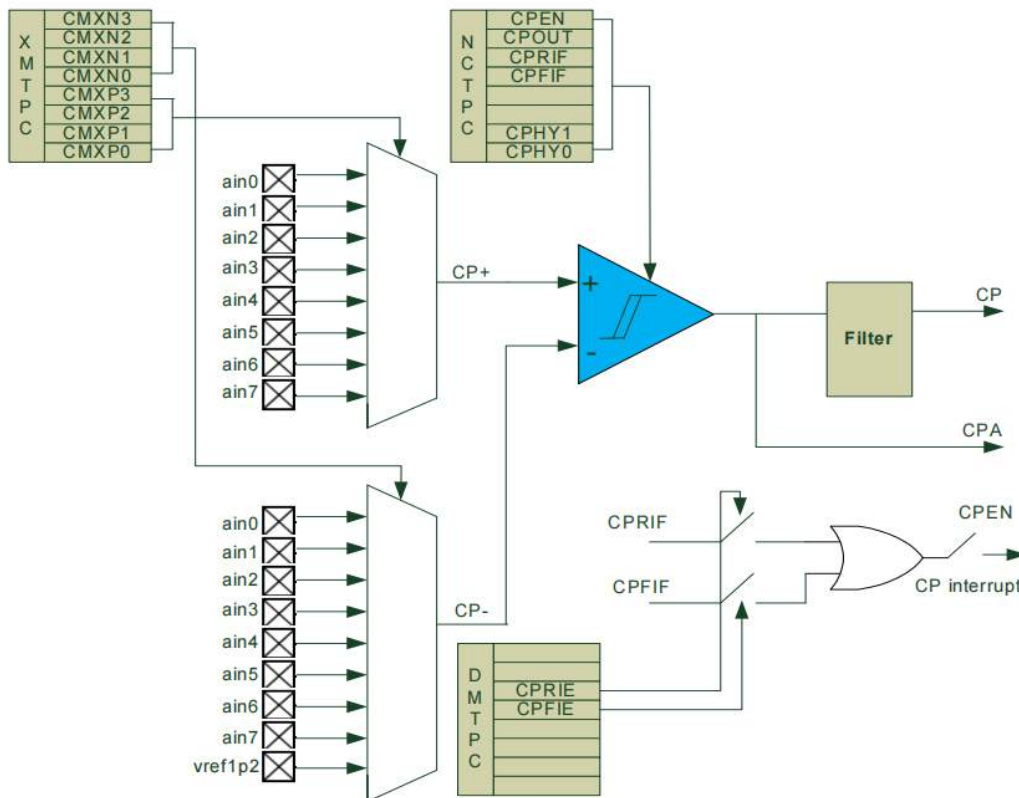 XMTPC
CMXN3
CMXN2
CMXN1
CMXN0
CMXP3
CMXP2
CMXP1
CMXP0
NCTPC
CPEN
CPOUT
CPRIF
CPFIF
CPHY1
CPHY0
ain0
ain1
ain2
ain3
ain4
ain5
ain6
ain7
CP+
+
-
Filter
CP
CPA
ain0
ain1
ain2
ain3
ain4
ain5
ain6
ain7
vref1p2
CP-
DMTPC
CPRIE
CPFIE
CPRIF
CPFIF
CPEN
CP interrupt